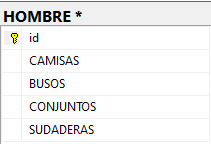 HOMBRE *
id
CAMISAS
BUSOS
CONJUNTOS
SUDADERAS